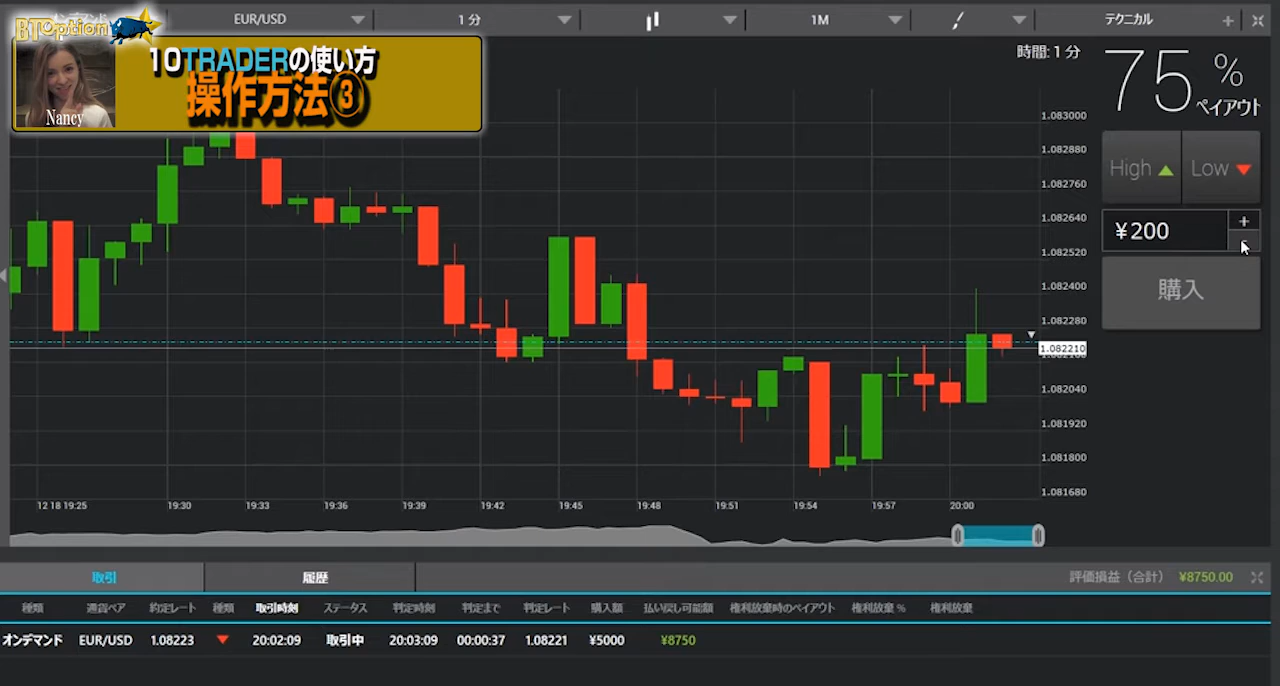 オンデマンド EUR/USD 1 分 1M テクニカル
BTOption
10TRADERの使い方
操作方法③
Nancy
時間: 1 分
75 %
ペイアウト
High Low
¥200
購入
1.083000
1.082880
1.082760
1.082640
1.082520
1.082400
1.082280
1.082210
1.082040
1.081920
1.081800
1.081680
12 18 19:25 19:30 19:33 19:36 19:39 19:42 19:45 19:48 19:51 19:54 19:57 20:00
取引 履歴 評価損益（合計） ¥8750.00
種類 通貨ペア 約定レート 種類 取引時刻 ステータス 判定時刻 判定まで 判定レート 購入額 払い戻し可能額 権利放棄時のペイアウト 権利放棄 % 権利放棄
オンデマンド EUR/USD 1.08223 20:02:09 取引中 20:03:09 00:00:37 1.08221 ¥5000 ¥8750